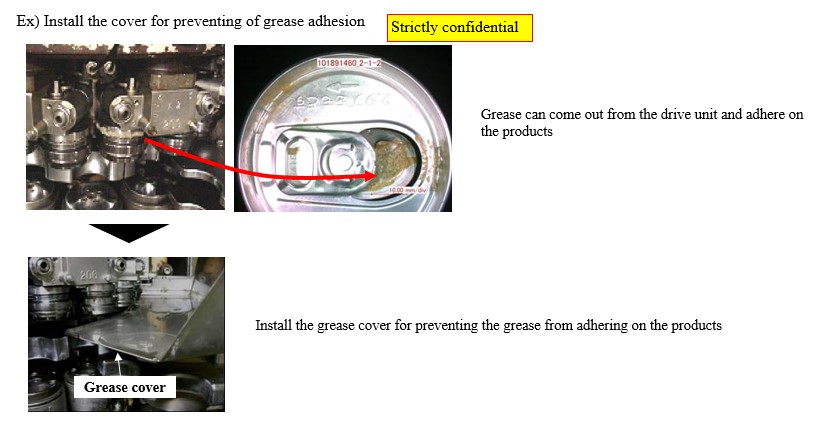 Ex) Install the cover for preventing of grease adhesion
Strictly confidential
101891460_2-1-2
10.00 mm/div
Grease can come out from the drive unit and adhere on
the products
Install the grease cover for preventing the grease from adhering on the products
Grease cover